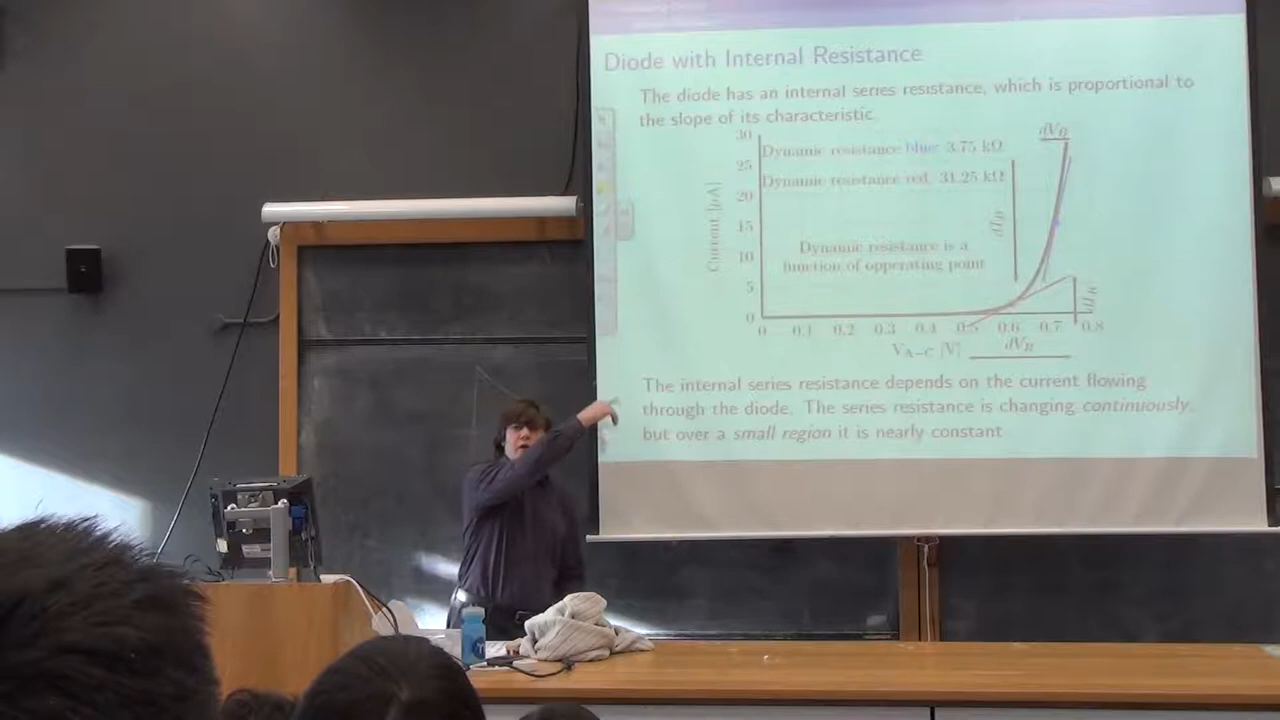 Diode with Internal Resistance
The diode has an internal series resistance, which is proportional to
the slope of its characteristic
dV_B
30
Dynamic resistance blue: 3.75 kΩ
25
Dynamic resistance red: 31.25 kΩ
20
Current [μA]
15
dI_B
Dynamic resistance is a
10
function of opperating point
5
dI_R
0
0 0.1 0.2 0.3 0.4 0.5 0.6 0.7 0.8
V_A−C [V]
dV_R
The internal series resistance depends on the current flowing
through the diode. The series resistance is changing continuously,
but over a small region it is nearly constant